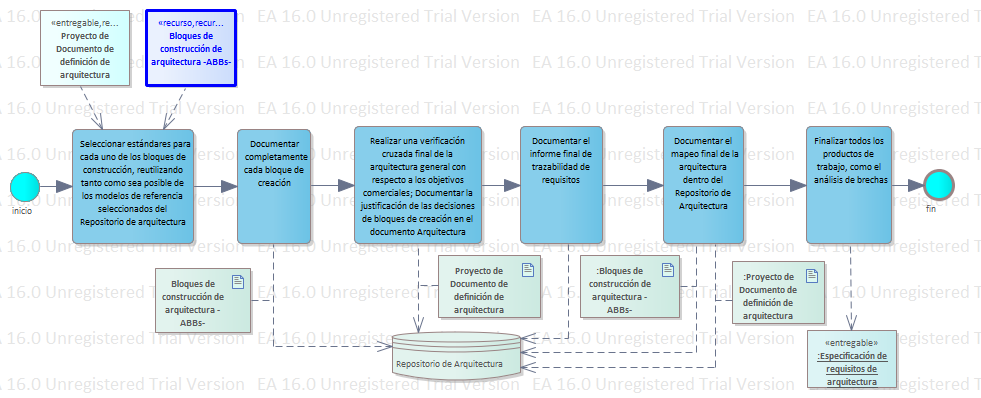 EA 16.0 Unregistered Trial Version EA 16.0 Unregistered Trial Version EA 16.0 Unregistered Trial Version
«entregable,re...
Proyecto de
Documento de
definición de
arquitectura
«recurso,recur...
Bloques de
construcción de
arquitectura -ABBs-
Seleccionar estándares para
cada uno de los bloques de
construcción, reutilizando
tanto como sea posible de
los modelos de referencia
seleccionados del
Repositorio de arquitectura
Documentar
completamente
cada bloque de
creación
Realizar una verificación
cruzada final de la
arquitectura general con
respecto a los objetivos
comerciales; Documentar la
justificación de las decisiones
de bloques de creación en el
documento Arquitectura
Documentar el
informe final de
trazabilidad de
requisitos
Documentar el
mapeo final de la
arquitectura
dentro del
Repositorio de
Arquitectura
Finalizar todos los
productos de
trabajo, como el
análisis de brechas
inicio
fin
Bloques de
construcción de
arquitectura -
ABBs-
Proyecto de
Documento de
definición de
arquitectura
:Bloques de
construcción de
arquitectura -
ABBs-
:Proyecto de
Documento de
definición de
arquitectura
Repositorio de Arquitectura
«entregable»
:Especificación de
requisitos de
arquitectura